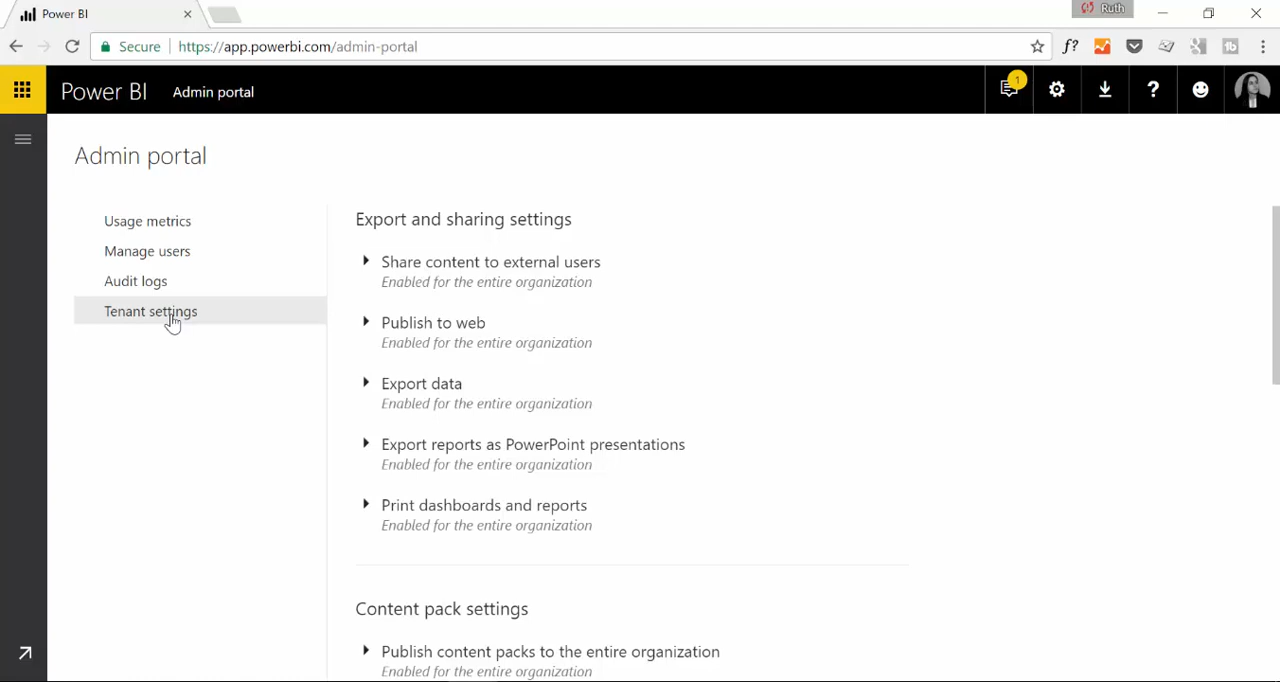 Power BI
Ruth
Secure https://app.powerbi.com/admin-portal
f?
Power BI Admin portal
1
?
Admin portal
Usage metrics
Manage users
Audit logs
Tenant settings
Export and sharing settings
Share content to external users
Enabled for the entire organization
Publish to web
Enabled for the entire organization
Export data
Enabled for the entire organization
Export reports as PowerPoint presentations
Enabled for the entire organization
Print dashboards and reports
Enabled for the entire organization
Content pack settings
Publish content packs to the entire organization
Enabled for the entire organization